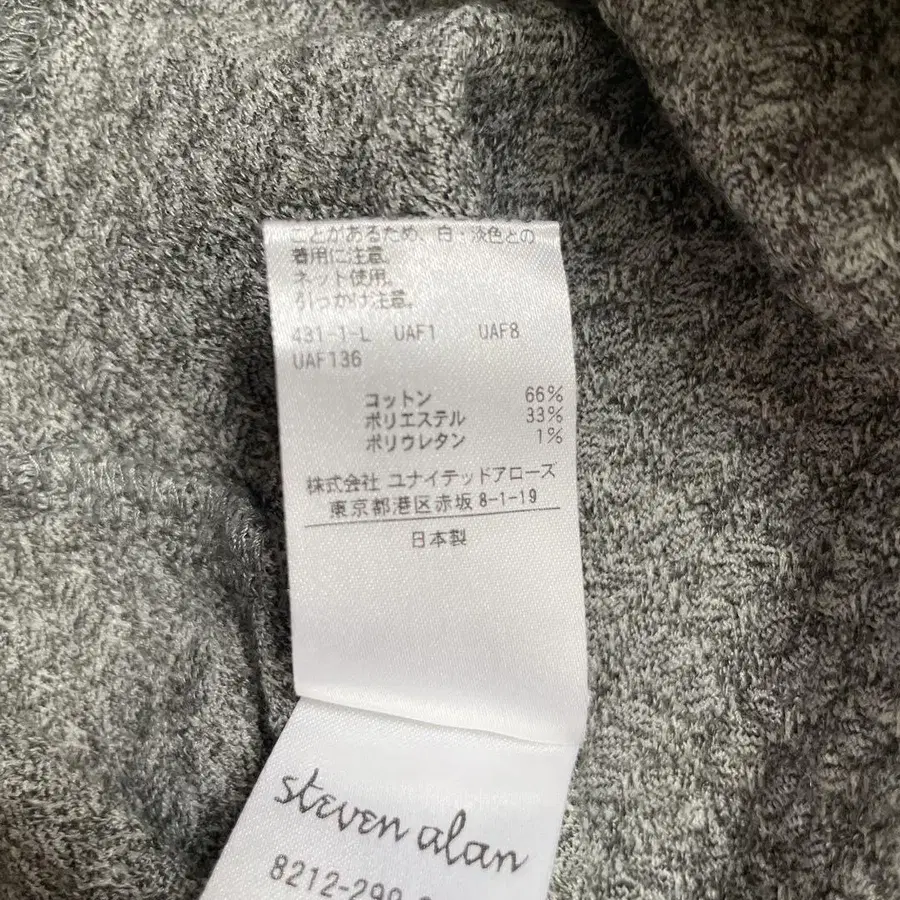 ことがあるため、白・淡色との
着用に注意。
ネット使用。
引っかけ注意。
431-1-L UAF1 UAF8
UAF136
コットン 66%
ポリエステル 33%
ポリウレタン 1%
株式会社 ユナイテッドアローズ
東京都港区赤坂8-1-19
日本製
steven alan
8212-299